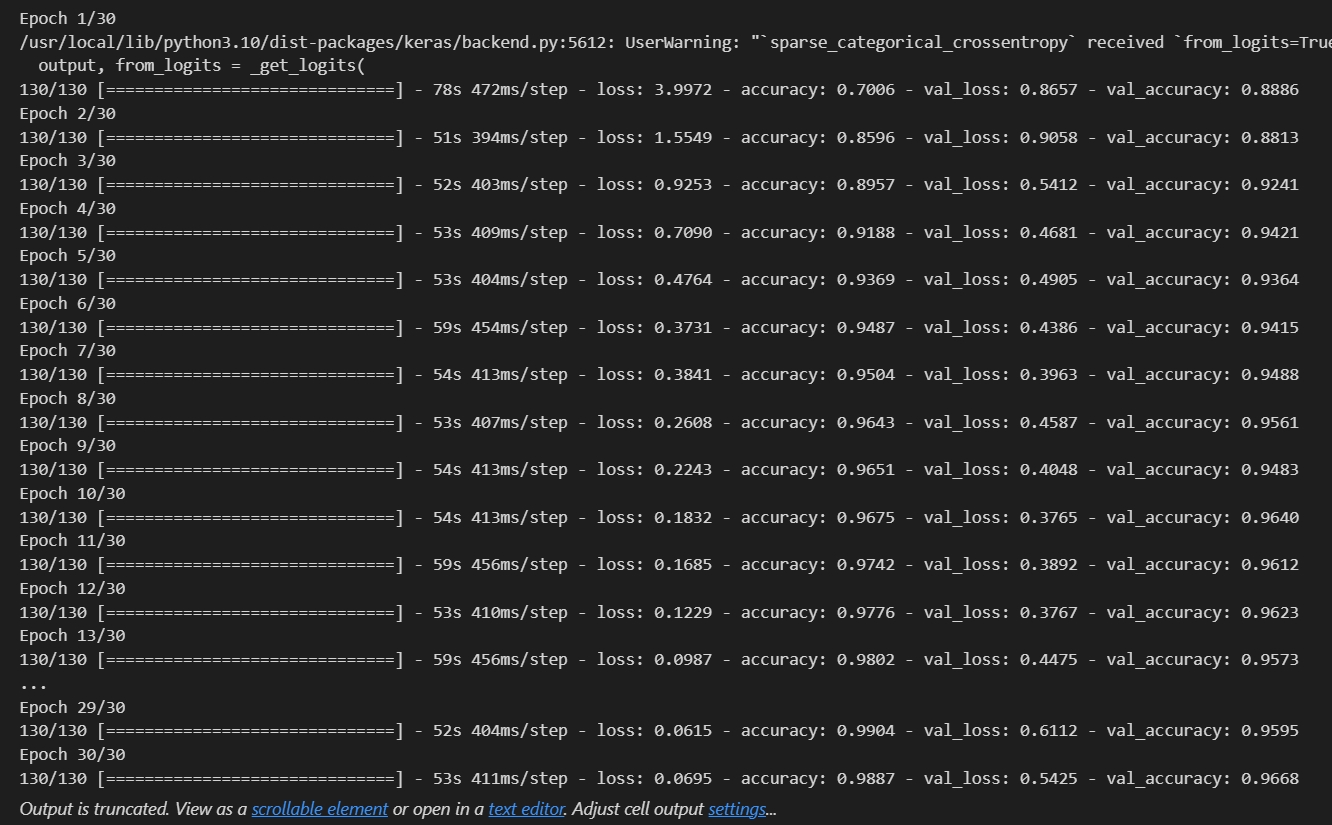 Epoch 1/30
/usr/local/lib/python3.10/dist-packages/keras/backend.py:5612: UserWarning: "`sparse_categorical_crossentropy` received `from_logits=True
output, from_logits = _get_logits(
130/130 [==============================] - 78s 472ms/step - loss: 3.9972 - accuracy: 0.7006 - val_loss: 0.8657 - val_accuracy: 0.8886
Epoch 2/30
130/130 [==============================] - 51s 394ms/step - loss: 1.5549 - accuracy: 0.8596 - val_loss: 0.9058 - val_accuracy: 0.8813
Epoch 3/30
130/130 [==============================] - 52s 403ms/step - loss: 0.9253 - accuracy: 0.8957 - val_loss: 0.5412 - val_accuracy: 0.9241
Epoch 4/30
130/130 [==============================] - 53s 409ms/step - loss: 0.7090 - accuracy: 0.9188 - val_loss: 0.4681 - val_accuracy: 0.9421
Epoch 5/30
130/130 [==============================] - 53s 404ms/step - loss: 0.4764 - accuracy: 0.9369 - val_loss: 0.4905 - val_accuracy: 0.9364
Epoch 6/30
130/130 [==============================] - 59s 454ms/step - loss: 0.3731 - accuracy: 0.9487 - val_loss: 0.4386 - val_accuracy: 0.9415
Epoch 7/30
130/130 [==============================] - 54s 413ms/step - loss: 0.3841 - accuracy: 0.9504 - val_loss: 0.3963 - val_accuracy: 0.9488
Epoch 8/30
130/130 [==============================] - 53s 407ms/step - loss: 0.2608 - accuracy: 0.9643 - val_loss: 0.4587 - val_accuracy: 0.9561
Epoch 9/30
130/130 [==============================] - 54s 413ms/step - loss: 0.2243 - accuracy: 0.9651 - val_loss: 0.4048 - val_accuracy: 0.9483
Epoch 10/30
130/130 [==============================] - 54s 413ms/step - loss: 0.1832 - accuracy: 0.9675 - val_loss: 0.3765 - val_accuracy: 0.9640
Epoch 11/30
130/130 [==============================] - 59s 456ms/step - loss: 0.1685 - accuracy: 0.9742 - val_loss: 0.3892 - val_accuracy: 0.9612
Epoch 12/30
130/130 [==============================] - 53s 410ms/step - loss: 0.1229 - accuracy: 0.9776 - val_loss: 0.3767 - val_accuracy: 0.9623
Epoch 13/30
130/130 [==============================] - 59s 456ms/step - loss: 0.0987 - accuracy: 0.9802 - val_loss: 0.4475 - val_accuracy: 0.9573
...
Epoch 29/30
130/130 [==============================] - 52s 404ms/step - loss: 0.0615 - accuracy: 0.9904 - val_loss: 0.6112 - val_accuracy: 0.9595
Epoch 30/30
130/130 [==============================] - 53s 411ms/step - loss: 0.0695 - accuracy: 0.9887 - val_loss: 0.5425 - val_accuracy: 0.9668
Output is truncated. View as a scrollable element or open in a text editor. Adjust cell output settings...